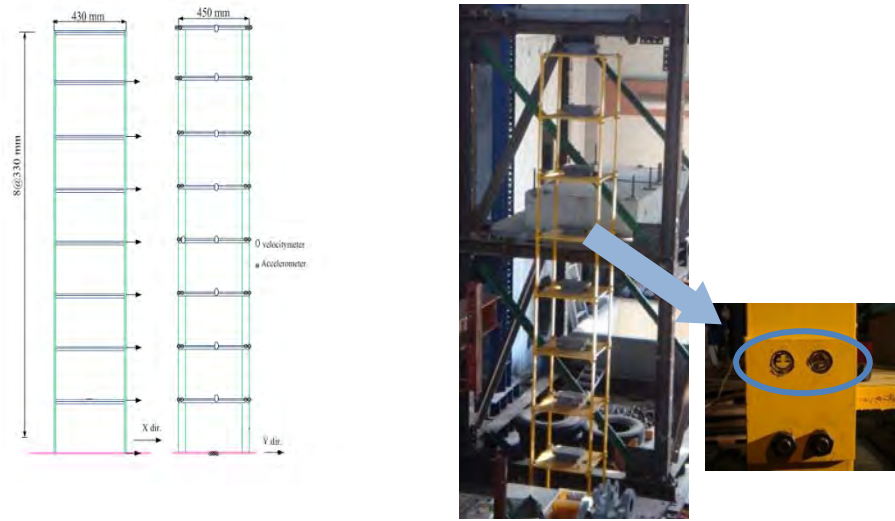 430 mm
450 mm
8@330 mm
O velocitymeter
Accelerometer.
X dir.
Y dir.